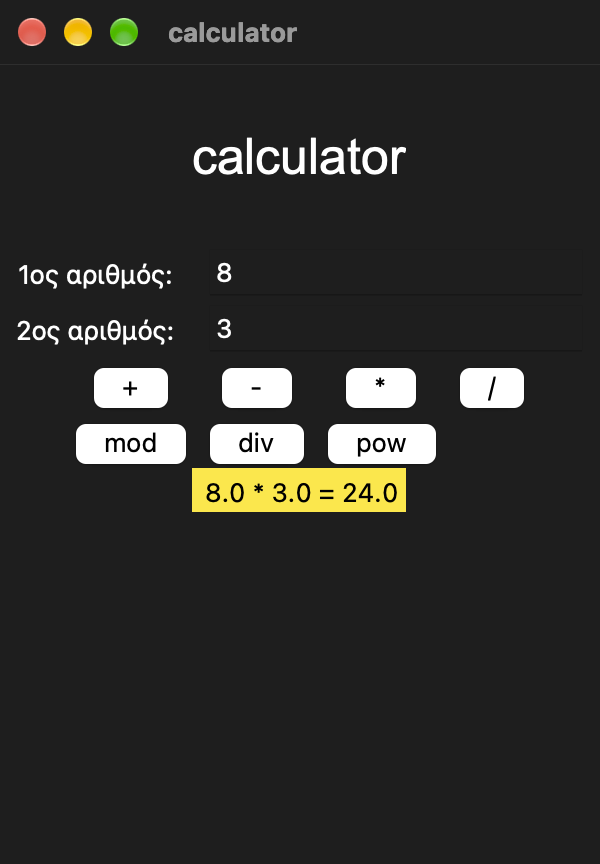 calculator
calculator
1ος αριθμός: 8
2ος αριθμός: 3
+ - * /
mod div pow
8.0 * 3.0 = 24.0